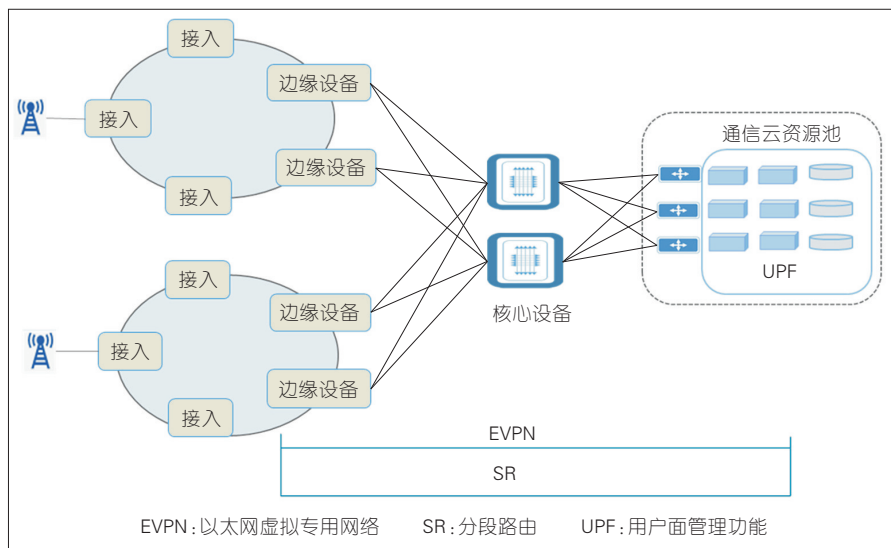 接入
边缘设备
接入
边缘设备
接入
通信云资源池
UPF
核心设备
接入
边缘设备
接入
边缘设备
接入
EVPN
SR
EVPN:以太网虚拟专用网络 SR:分段路由 UPF:用户面管理功能